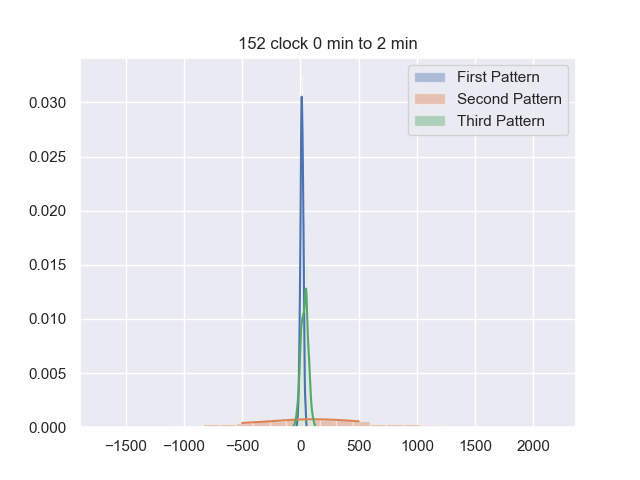 152 clock 0 min to 2 min
First Pattern
Second Pattern
Third Pattern
0.030
0.025
0.020
0.015
0.010
0.005
0.000
−1500 −1000 −500 0 500 1000 1500 2000